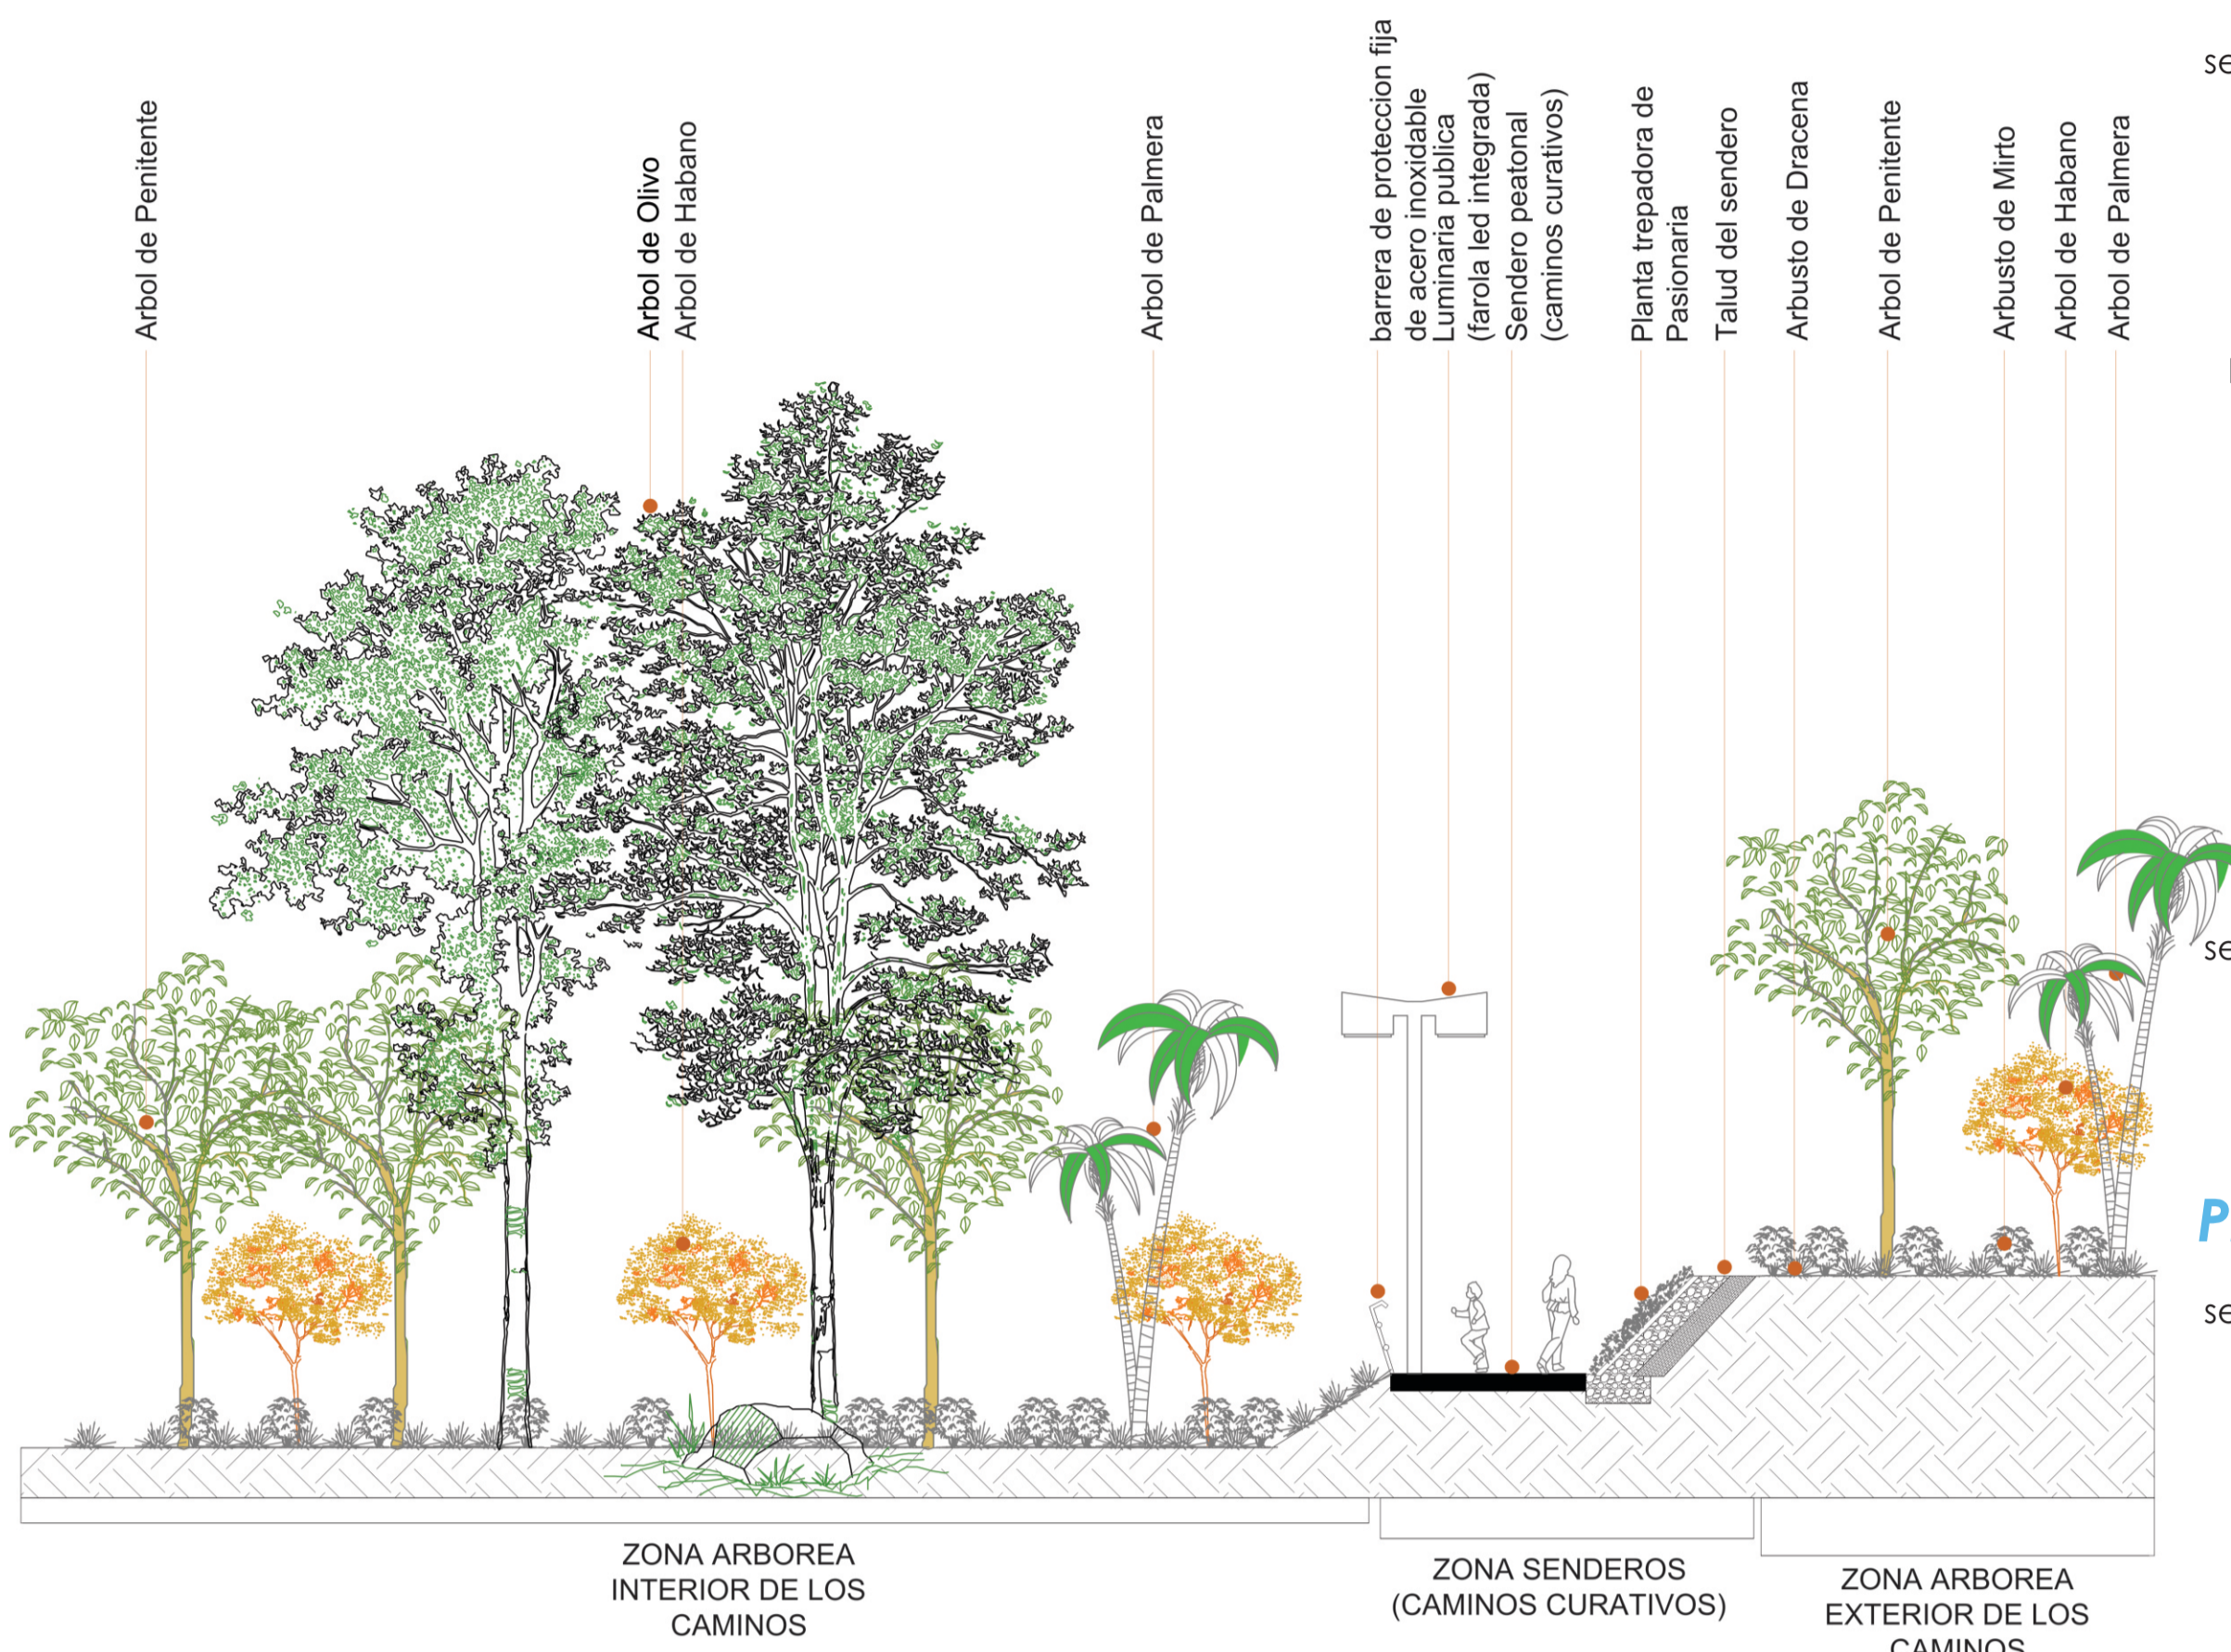 Arbol de Penitente
Arbol de Olivo
Arbol de Habano
Arbol de Palmera
barrera de proteccion fija
de acero inoxidable
Luminaria publica
(farola led integrada)
Sendero peatonal
(caminos curativos)
Planta trepadora de
Pasionaria
Talud del sendero
Arbusto de Dracena
Arbol de Penitente
Arbusto de Mirto
Arbol de Habano
Arbol de Palmera
se
se
P
se
ZONA ARBOREA
INTERIOR DE LOS
CAMINOS
ZONA SENDEROS
(CAMINOS CURATIVOS)
ZONA ARBOREA
EXTERIOR DE LOS
CAMINOS